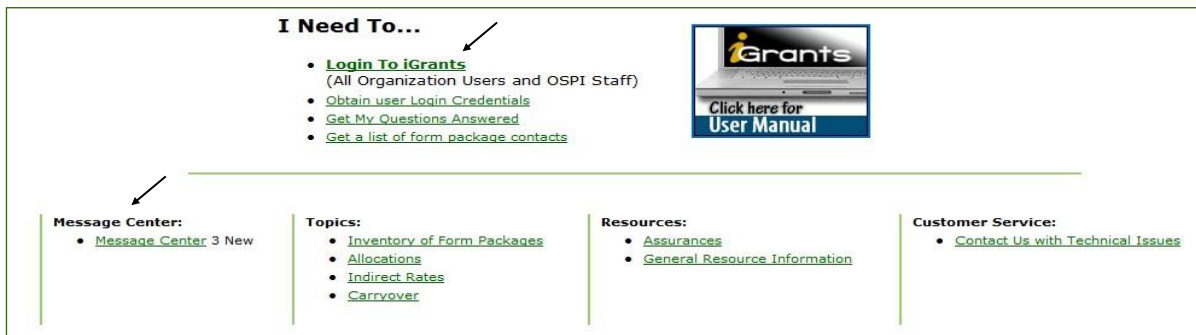 I Need To...
• Login To iGrants
(All Organization Users and OSPI Staff)
• Obtain user Login Credentials
• Get My Questions Answered
• Get a list of form package contacts
iGrants
Click here for
User Manual
Message Center:
• Message Center 3 New
Topics:
• Inventory of Form Packages
• Allocations
• Indirect Rates
• Carryover
Resources:
• Assurances
• General Resource Information
Customer Service:
• Contact Us with Technical Issues